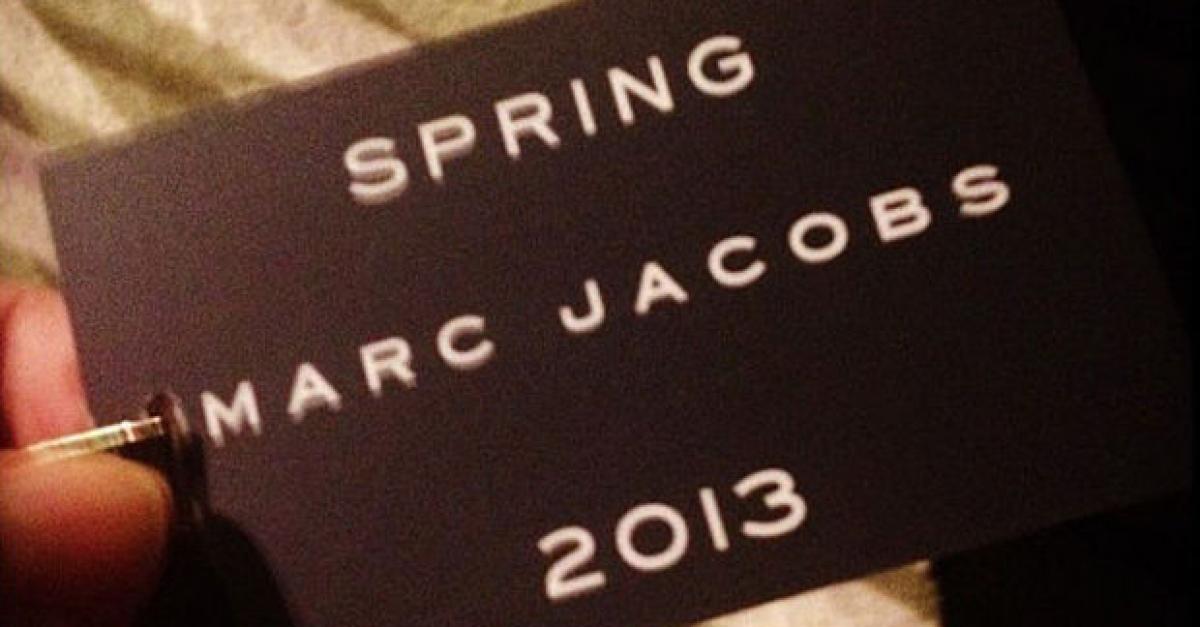 SPRING
MARC JACOBS
2013